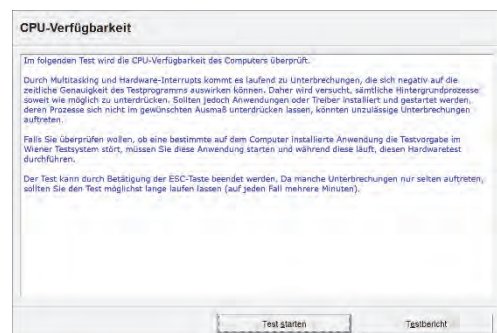 CPU-Verfügbarkeit
Im folgenden Test wird die CPU-Verfügbarkeit des Computers überprüft.
Durch Multitasking und Hardware-Interrupts kommt es laufend zu Unterbrechungen, die sich negativ auf die
zeitliche Genauigkeit des Testprogramms auswirken können. Daher wird versucht, sämtliche Hintergrundprozesse
soweit wie möglich zu unterdrücken. Sollten jedoch Anwendungen oder Treiber installiert und gestartet werden,
deren Prozesse sich nicht im gewünschten Ausmaß unterdrücken lassen, könnten unzulässige Unterbrechungen
auftreten.
Falls Sie überprüfen wollen, ob eine bestimmte auf dem Computer installierte Anwendung die Testvorgabe im
Wiener Testsystem stört, müssen Sie diese Anwendung starten und während diese läuft, diesen Hardwaretest
durchführen.
Der Test kann durch Betätigung der ESC-Taste beendet werden. Da manche Unterbrechungen nur selten auftreten,
sollten Sie den Test möglichst lange laufen lassen (auf jeden Fall mehrere Minuten).
Test starten
Testbericht